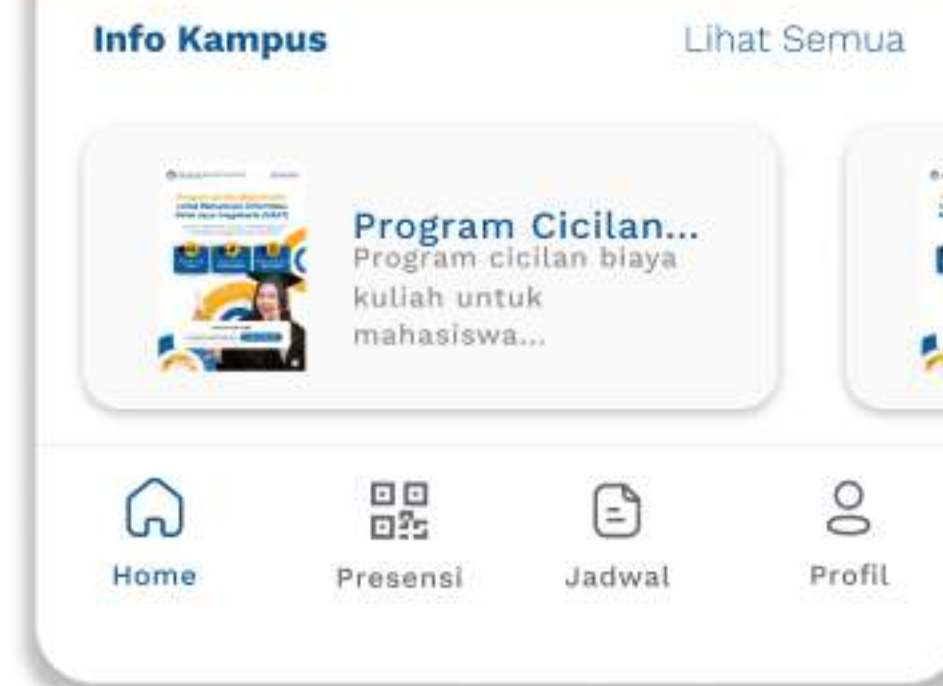 Info Kampus
Lihat Semua
Program Cicilan...
Program cicilan biaya
kuliah untuk
mahasiswa...
Home
Presensi
Jadwal
Profil